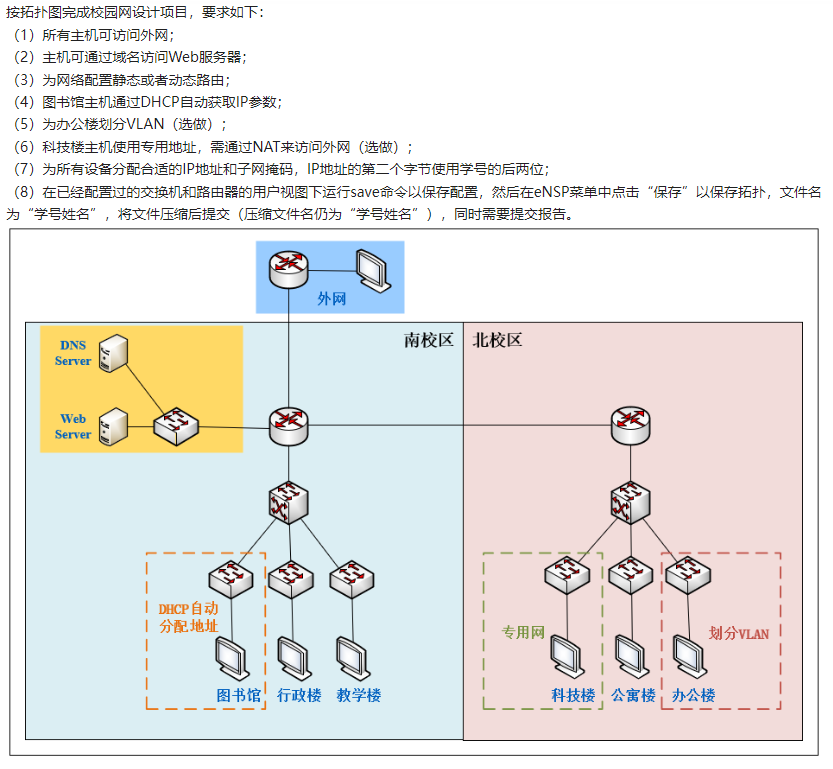 按拓扑图完成校园网设计项目，要求如下：
（1）所有主机可访问外网；
（2）主机可通过域名访问Web服务器；
（3）为网络配置静态或者动态路由；
（4）图书馆主机通过DHCP自动获取IP参数；
（5）为办公楼划分VLAN（选做）；
（6）科技楼主机使用专用地址，需通过NAT来访问外网（选做）；
（7）为所有设备分配合适的IP地址和子网掩码，IP地址的第二个字节使用学号的后两位；
（8）在已经配置过的交换机和路由器的用户视图下运行save命令以保存配置，然后在eNSP菜单中点击“保存”以保存拓扑，文件名
为“学号姓名”，将文件压缩后提交（压缩文件名仍为“学号姓名”），同时需要提交报告。
外网
南校区
北校区
DNS
Server
Web
Server
DHCP自动
分配地址
专用网
划分VLAN
图书馆
行政楼
教学楼
科技楼
公寓楼
办公楼